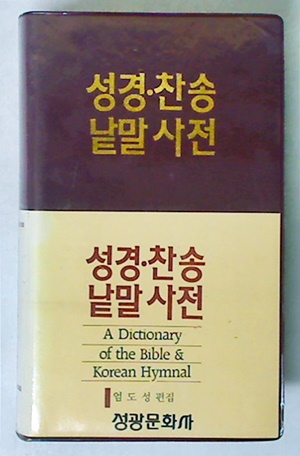 성경·찬송
낱말 사전
성경·찬송
낱말 사전
A Dictionary
of the Bible &
Korean Hymnal
엄도성 편집
성광문화사